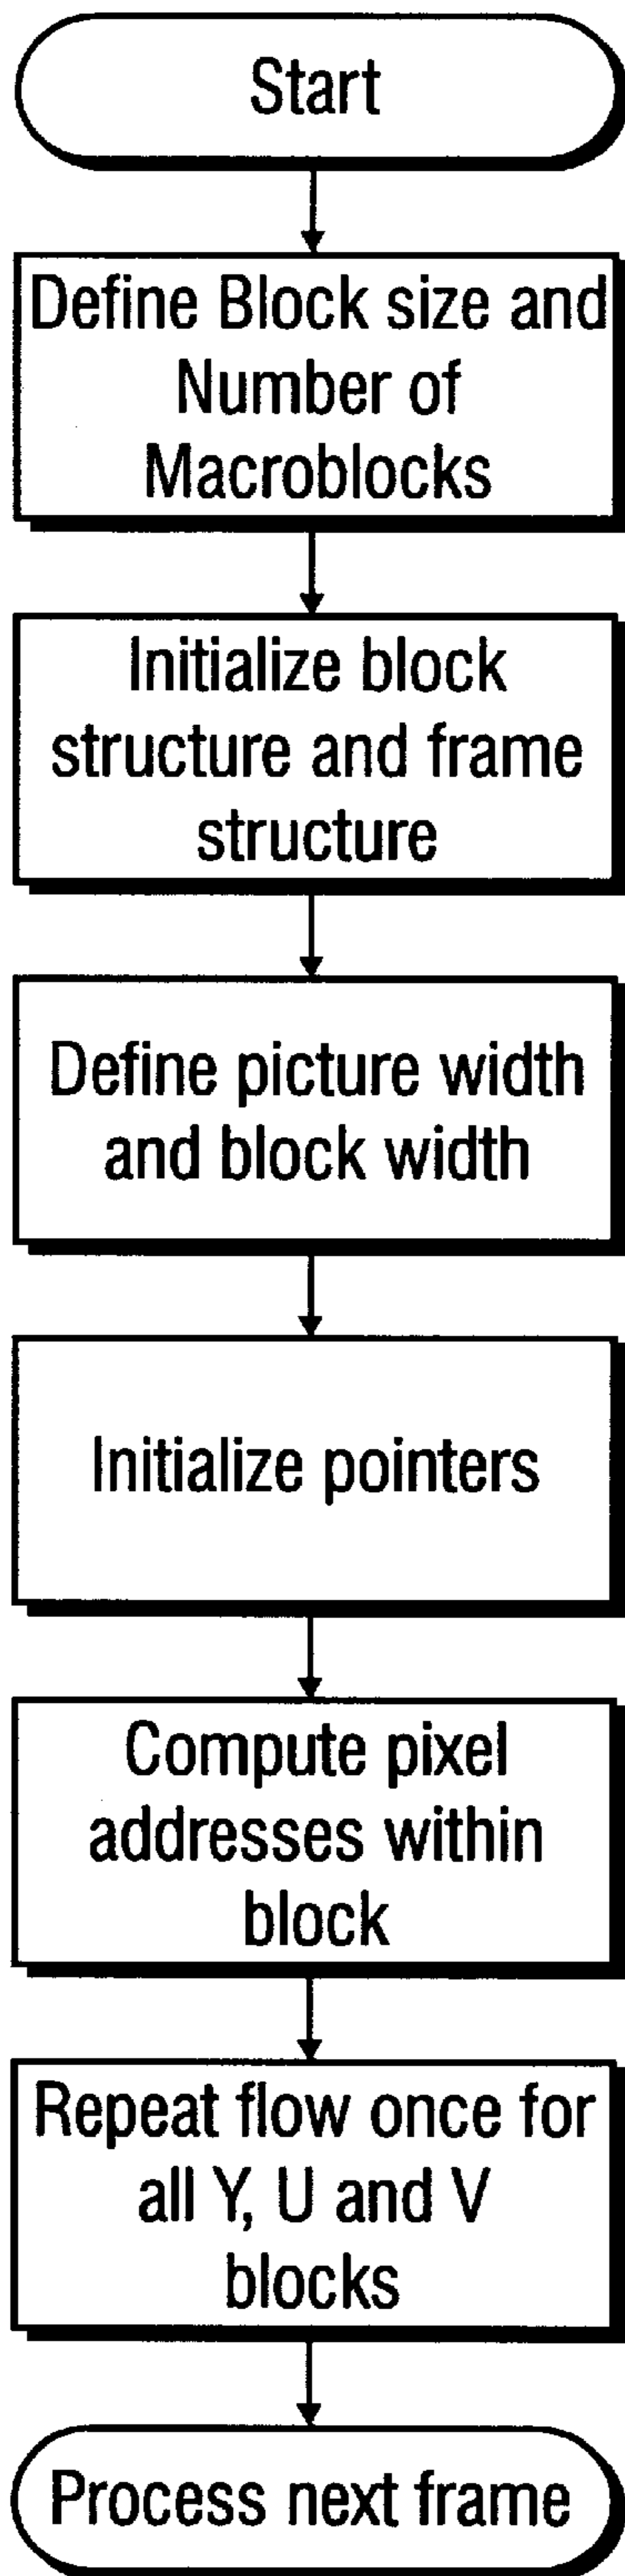 Start
Define Block size and
Number of
Macroblocks
Initialize block
structure and frame
structure
Define picture width
and block width
Initialize pointers
Compute pixel
addresses within
block
Repeat flow once for
all Y, U and V
blocks
Process next frame